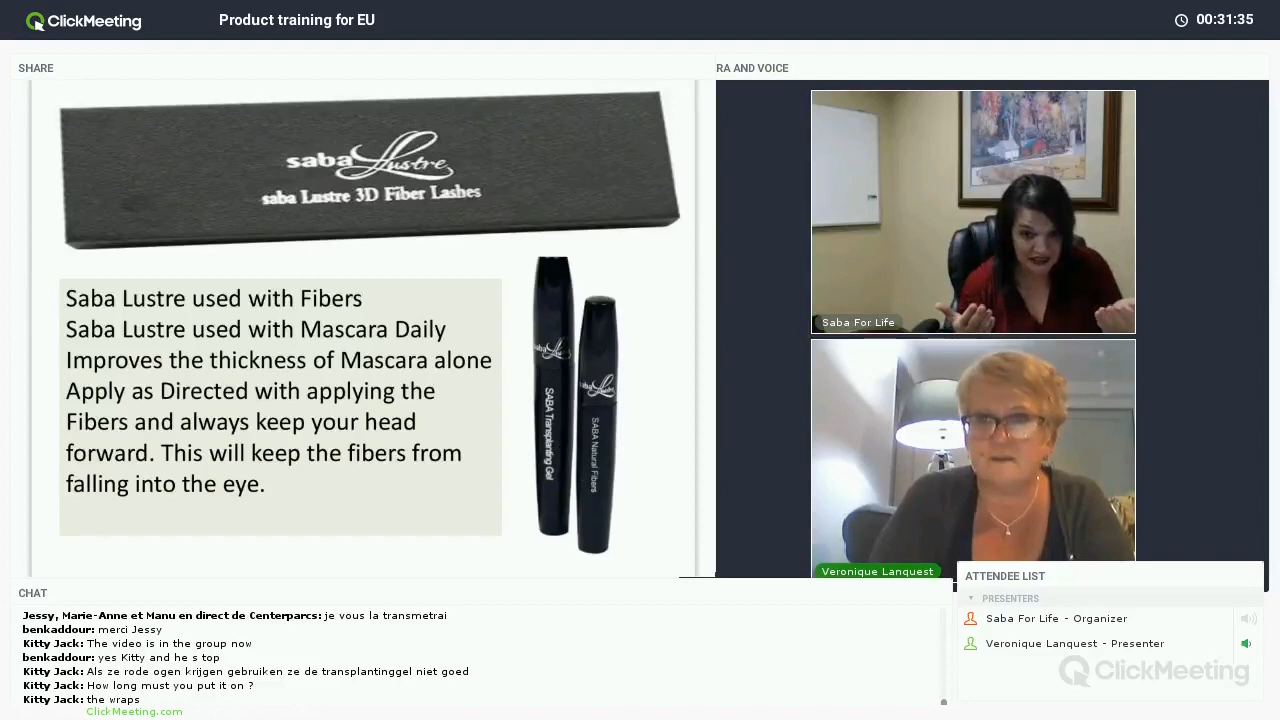 ClickMeeting
Product training for EU
00:31:35
SHARE
RA AND VOICE
saba Lustre
saba Lustre 3D Fiber Lashes
Saba Lustre used with Fibers
Saba Lustre used with Mascara Daily
Improves the thickness of Mascara alone
Apply as Directed with applying the
Fibers and always keep your head
forward. This will keep the fibers from
falling into the eye.
saba Lustre
SABA Transplanting Gel
saba Lustre
SABA Natural Fibers
Saba For Life
Veronique Lanquest
CHAT
Jessy, Marie-Anne et Manu en direct de Centerparcs: je vous la transmetrai
benkaddour: merci Jessy
Kitty Jack: The video is in the group now
benkaddour: yes Kitty and he s top
Kitty Jack: Als ze rode ogen krijgen gebruiken ze de transplantinggel niet goed
Kitty Jack: How long must you put it on ?
Kitty Jack: the wraps
ClickMeeting.com
ATTENDEE LIST
PRESENTERS
Saba For Life - Organizer
Veronique Lanquest - Presenter
ClickMeeting